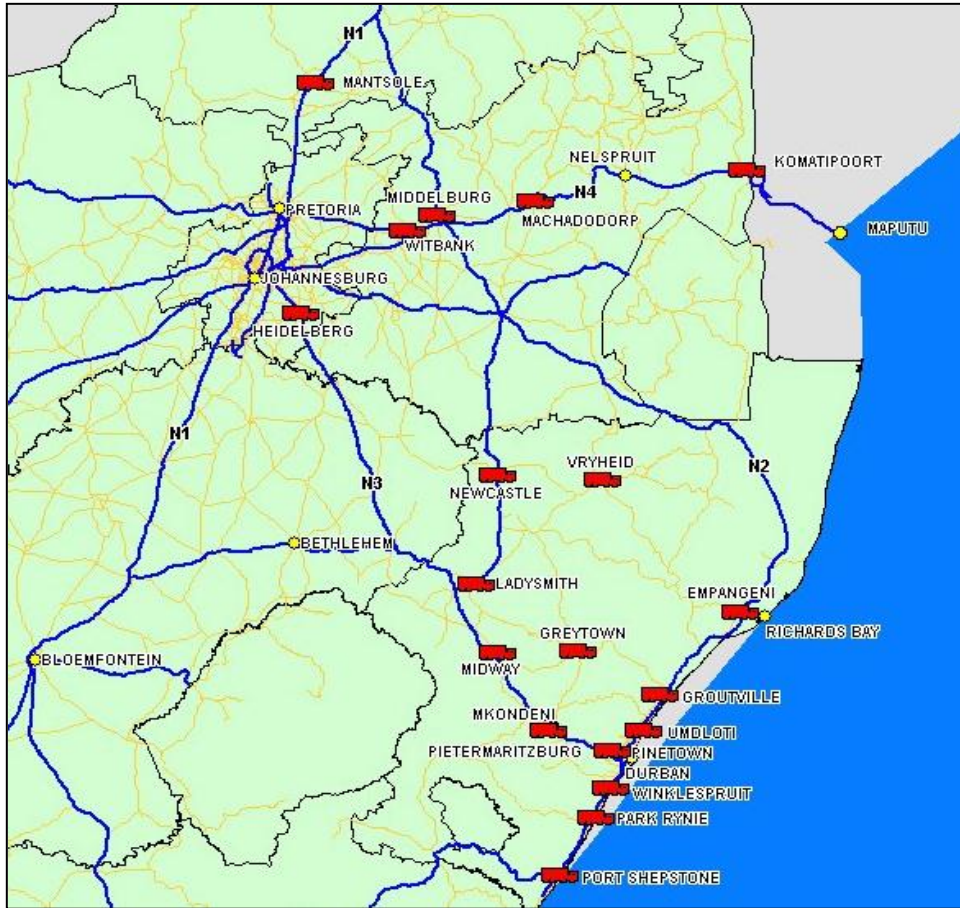 N1
MANTSOLE
NELSPRUIT
KOMATIPOORT
MIDDELBURG
N4
PRETORIA
MACHADODORP
MAPUTU
WITBANK
JOHANNESBURG
HEIDELBERG
N1
VRYHEID
N2
N3
NEWCASTLE
BETHLEHEM
LADYSMITH
EMPANGENI
GREYTOWN
RICHARDS BAY
BLOEMFONTEIN
MIDWAY
GROUTVILLE
MKONDENI
UMDLOTI
PIETERMARITZBURG
PINETOWN
DURBAN
WINKLESPRUIT
PARK RYNIE
PORT SHEPSTONE